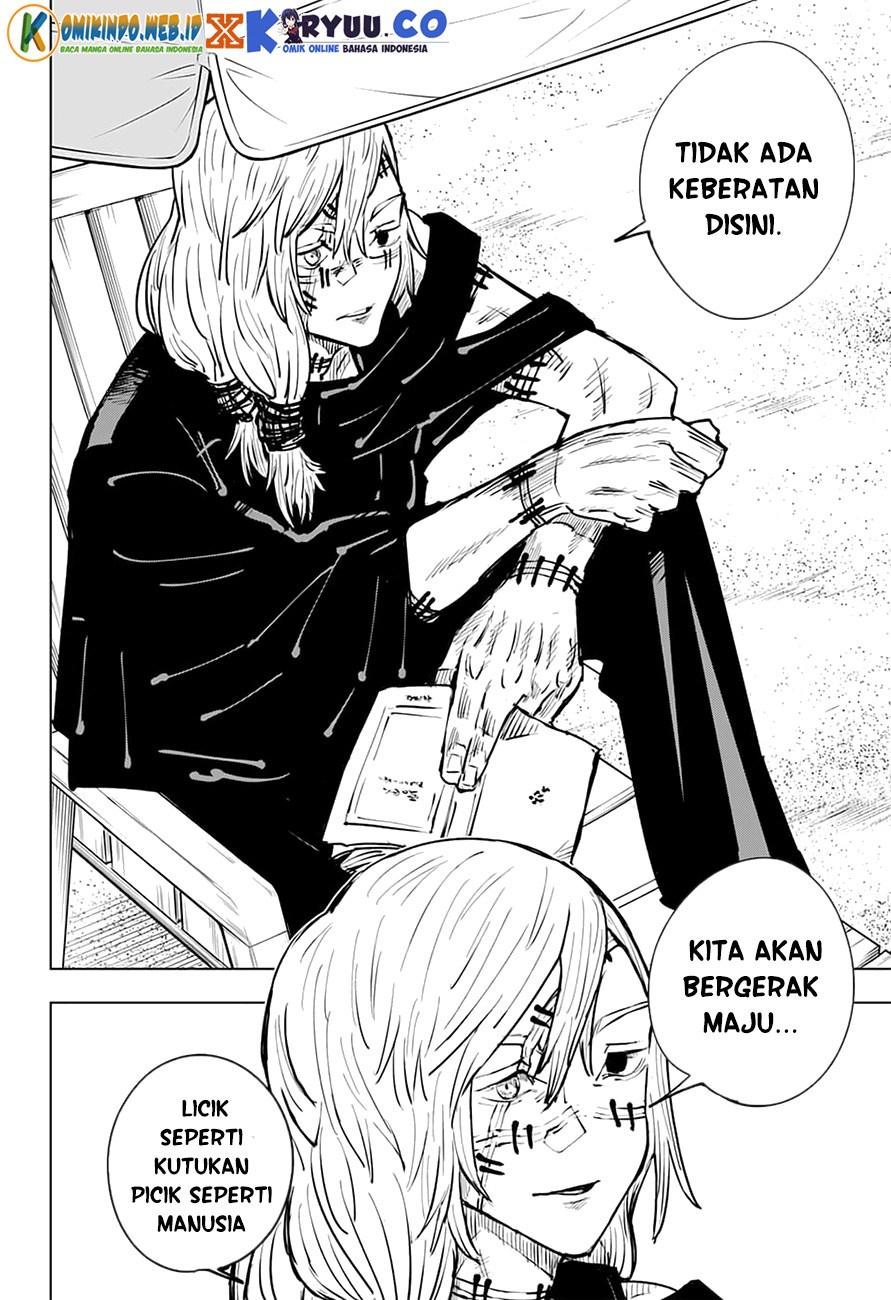 KOMIKINDO.WEB.ID X KIRYUU.CO
BACA MANGA ONLINE BAHASA INDONESIA
OMIK ONLINE BAHASA INDONESIA
TIDAK ADA
KEBERATAN
DISINI.
KITA AKAN
BERGERAK
MAJU...
LICIK
SEPERTI
KUTUKAN
PICIK SEPERTI
MANUSIA